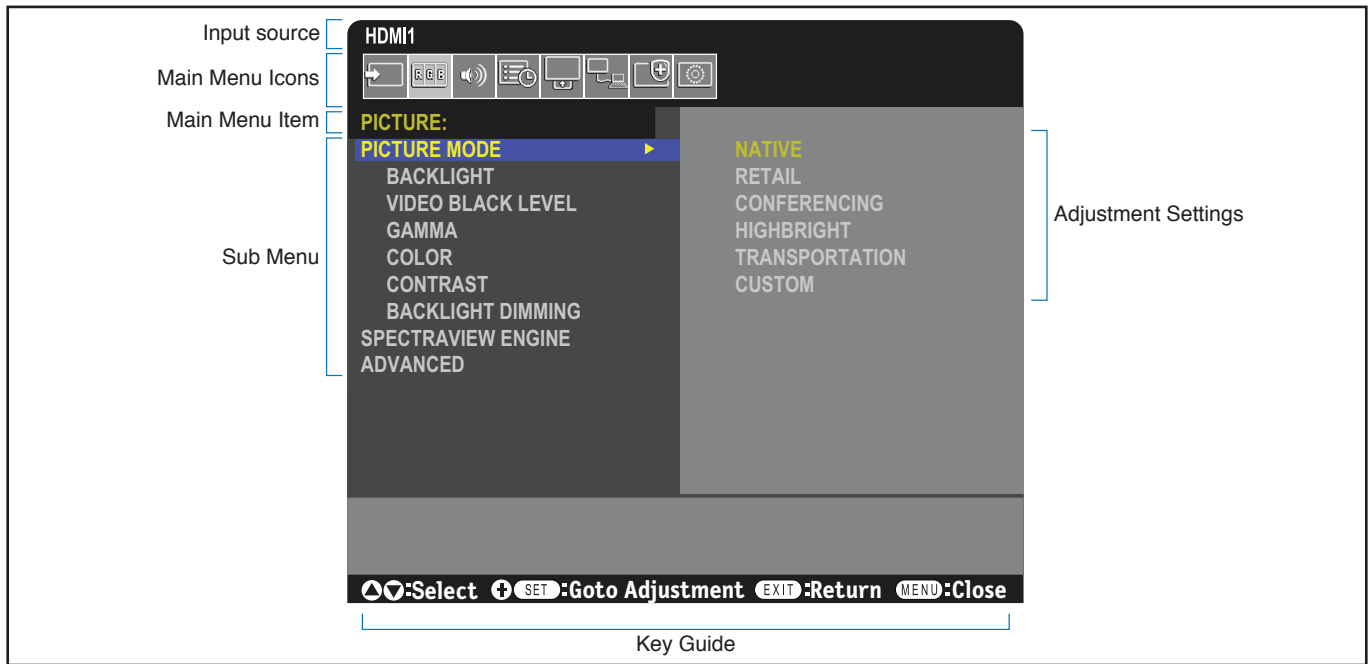 Input source
HDMI1
Main Menu Icons
RGB
Main Menu Item
PICTURE:
Sub Menu
PICTURE MODE
BACKLIGHT
VIDEO BLACK LEVEL
GAMMA
COLOR
CONTRAST
BACKLIGHT DIMMING
SPECTRAVIEW ENGINE
ADVANCED
NATIVE
RETAIL
CONFERENCING
HIGHBRIGHT
TRANSPORTATION
CUSTOM
Adjustment Settings
:Select SET:Goto Adjustment EXIT:Return MENU:Close
Key Guide